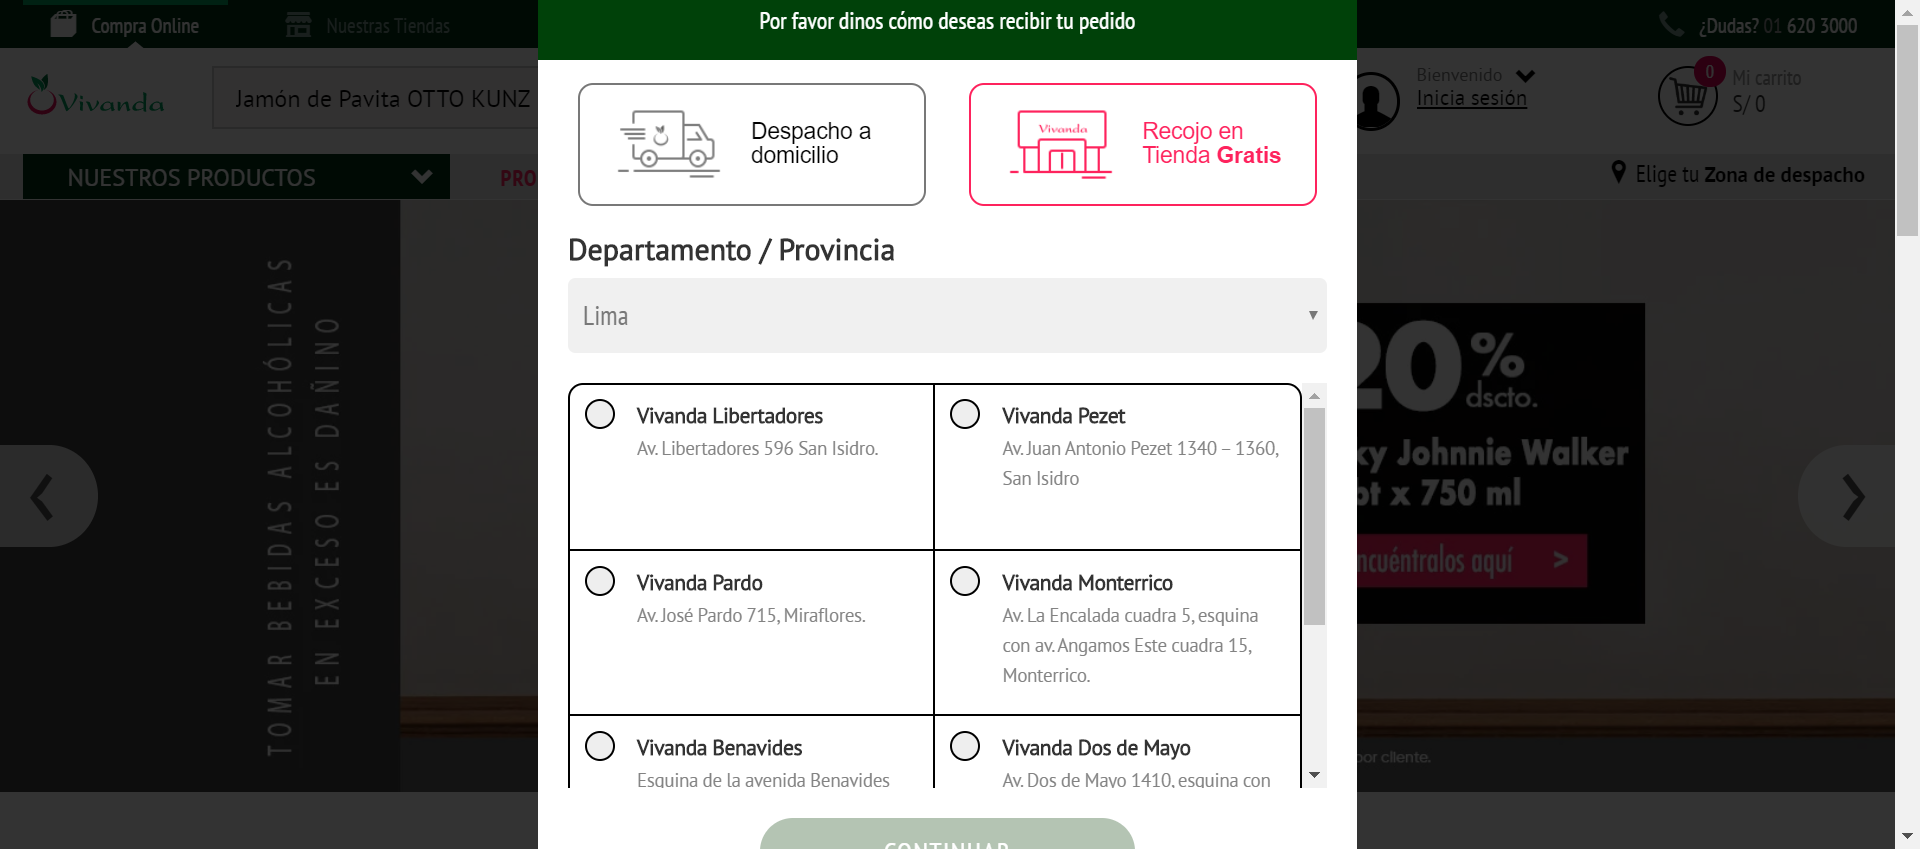 Compra Online
Nuestras Tiendas
Por favor dinos cómo deseas recibir tu pedido
¿Dudas? 01 620 3000
Vivanda
Jamón de Pavita OTTO KUNZ
Bienvenido
Inicia sesión
0
Mi carrito
S/ 0
NUESTROS PRODUCTOS
PRO
Elige tu Zona de despacho
Despacho a
domicilio
Vivanda
Recojo en
Tienda Gratis
Departamento / Provincia
Lima
Vivanda Libertadores
Av. Libertadores 596 San Isidro.
Vivanda Pezet
Av. Juan Antonio Pezet 1340 – 1360,
San Isidro
Vivanda Pardo
Av. José Pardo 715, Miraflores.
Vivanda Monterrico
Av. La Encalada cuadra 5, esquina
con av. Angamos Este cuadra 15,
Monterrico.
Vivanda Benavides
Esquina de la avenida Benavides
Vivanda Dos de Mayo
Av. Dos de Mayo 1410, esquina con
CONTINUAR
TOMAR BEBIDAS ALCOHÓLICAS
EN EXCESO ES DAÑINO
20%
dscto.
ky Johnnie Walker
ot x 750 ml
ncuéntralos aquí >
por cliente.